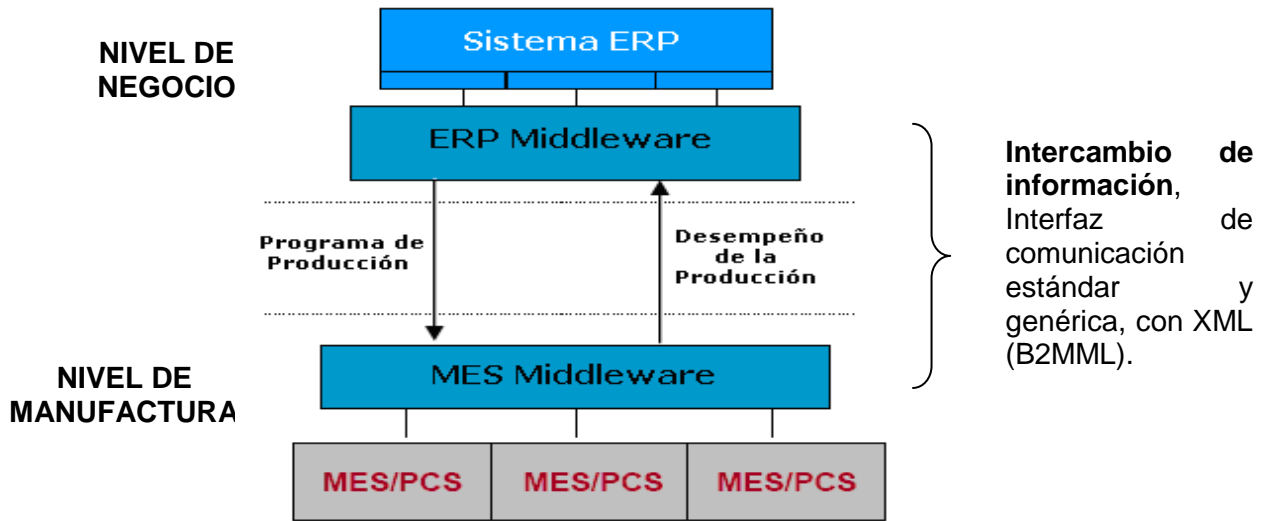 NIVEL DE
NEGOCIO
Sistema ERP
ERP Middleware
Programa de
Producción
Desempeño
de la
Producción
Intercambio de
información,
Interfaz de
comunicación
estándar y
genérica, con XML
(B2MML).
NIVEL DE
MANUFACTURA
MES Middleware
MES/PCS
MES/PCS
MES/PCS